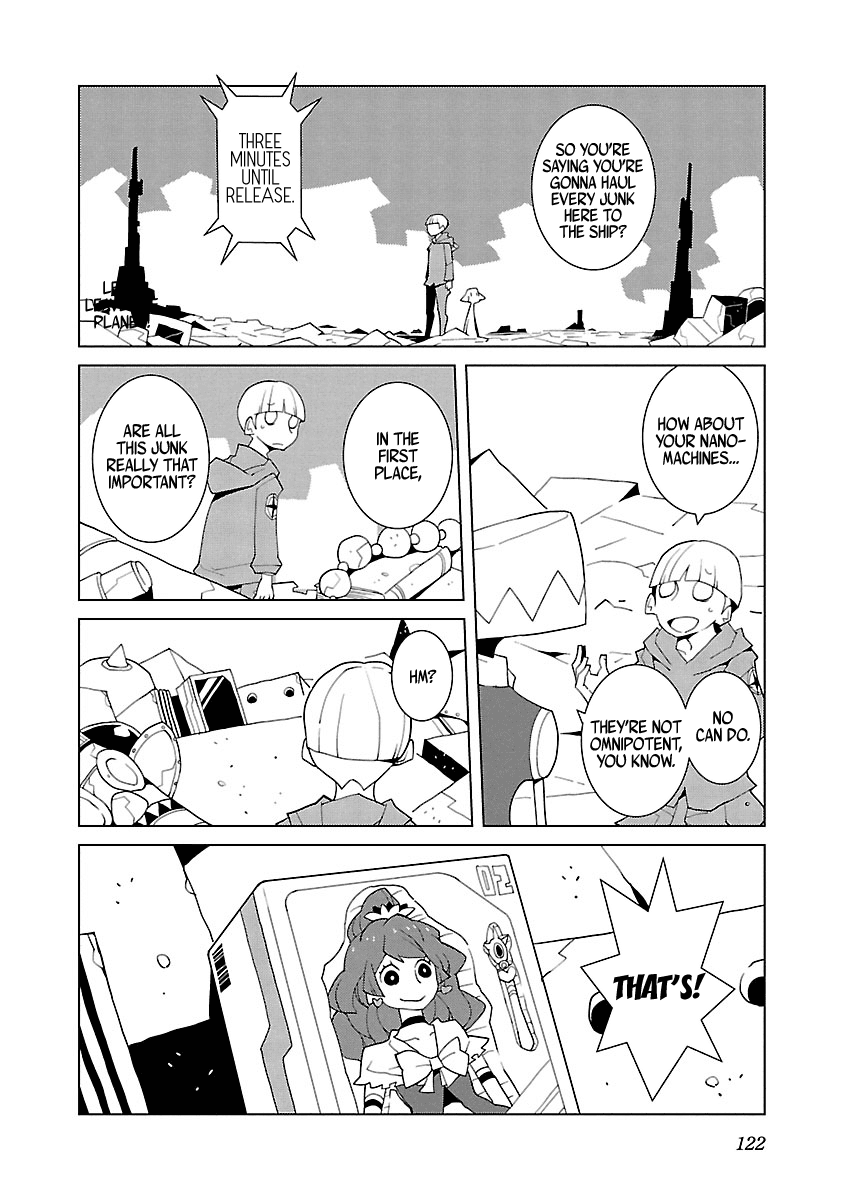 SO YOU'RE
SAYING YOU'RE
GONNA HAUL
EVERY JUNK
HERE TO
THE SHIP?
THREE
MINUTES
UNTIL
RELEASE.
PLANE
HOW ABOUT
YOUR NANO-
MACHINES...
NO
CAN DO.
THEY'RE NOT
OMNIPOTENT,
YOU KNOW.
IN THE
FIRST
PLACE,
ARE ALL
THIS JUNK
REALLY THAT
IMPORTANT?
HM?
02
THAT'S!
122